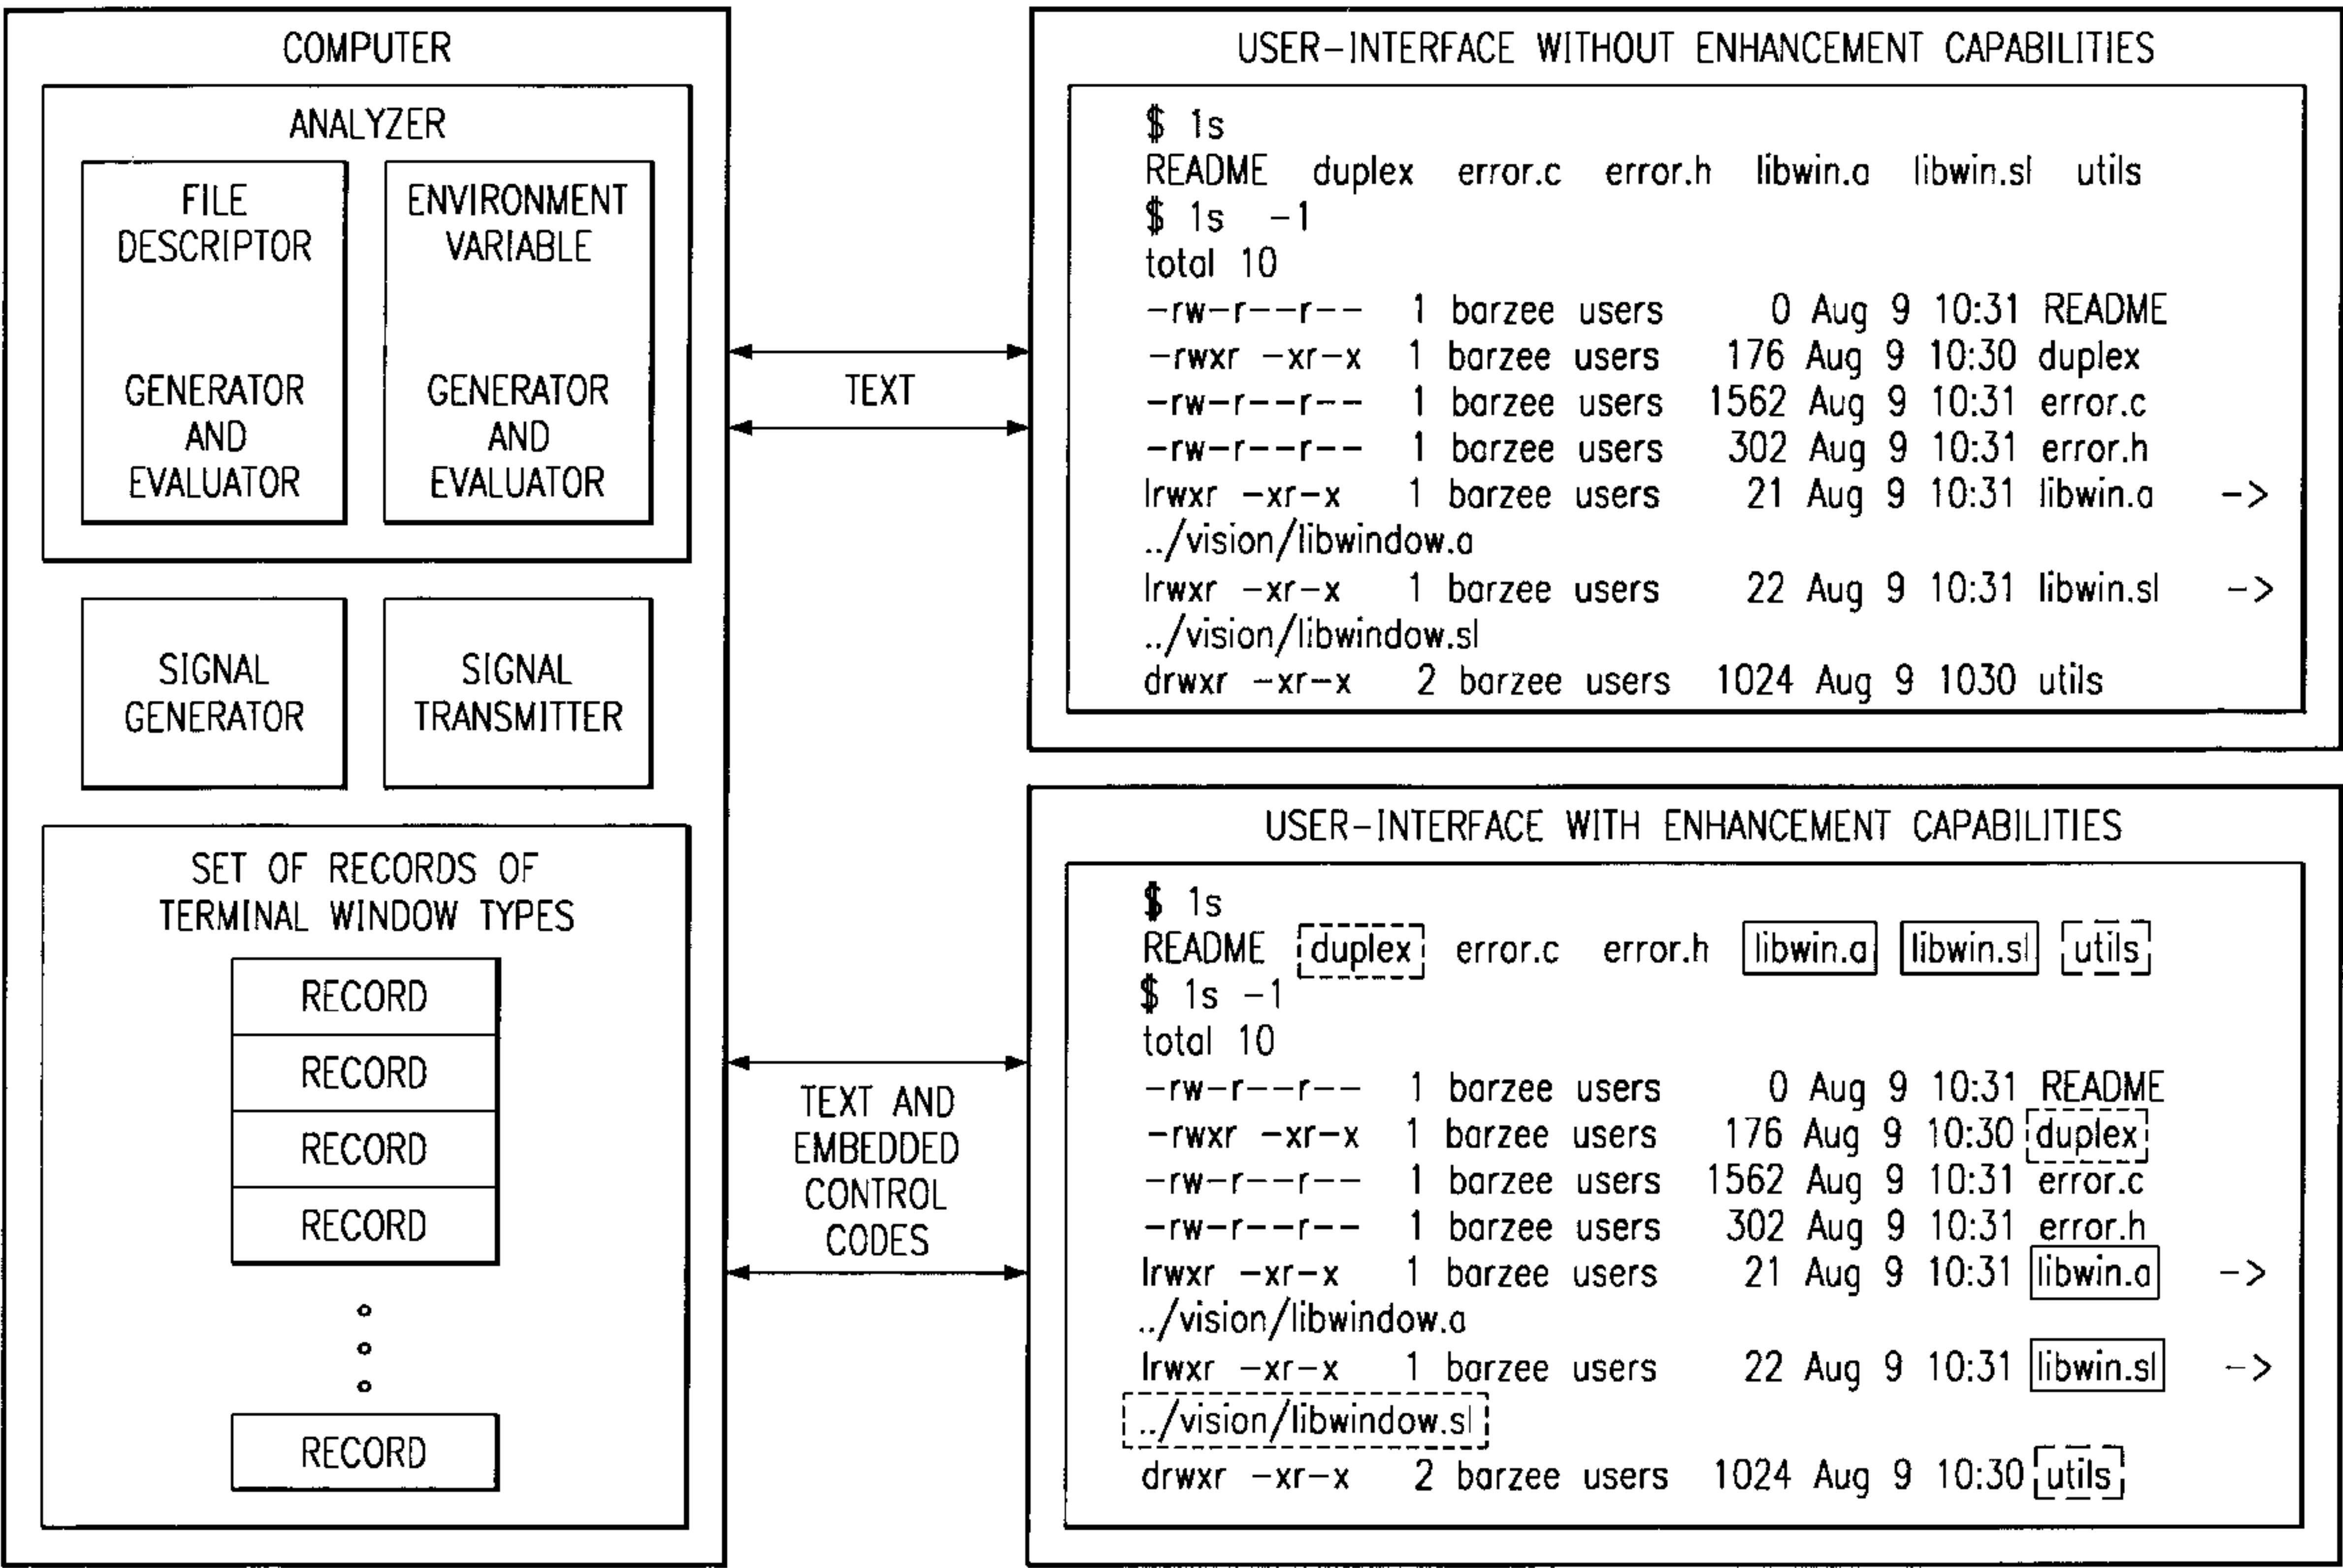 COMPUTER
ANALYZER
FILE
DESCRIPTOR
GENERATOR
AND
EVALUATOR
ENVIRONMENT
VARIABLE
GENERATOR
AND
EVALUATOR
SIGNAL
GENERATOR
SIGNAL
TRANSMITTER
SET OF RECORDS OF
TERMINAL WINDOW TYPES
RECORD
RECORD
RECORD
RECORD
RECORD
TEXT
TEXT AND
EMBEDDED
CONTROL
CODES
USER-INTERFACE WITHOUT ENHANCEMENT CAPABILITIES
$ 1s
README duplex error.c error.h libwin.a libwin.sl utils
$ 1s -1
total 10
-rw-r--r-- 1 barzee users 0 Aug 9 10:31 README
-rwxr -xr-x 1 barzee users 176 Aug 9 10:30 duplex
-rw-r--r-- 1 barzee users 1562 Aug 9 10:31 error.c
-rw-r--r-- 1 barzee users 302 Aug 9 10:31 error.h
lrwxr -xr-x 1 barzee users 21 Aug 9 10:31 libwin.a ->
../vision/libwindow.a
lrwxr -xr-x 1 barzee users 22 Aug 9 10:31 libwin.sl ->
../vision/libwindow.sl
drwxr -xr-x 2 barzee users 1024 Aug 9 1030 utils
USER-INTERFACE WITH ENHANCEMENT CAPABILITIES
$ 1s
README duplex error.c error.h libwin.a libwin.sl utils
$ 1s -1
total 10
-rw-r--r-- 1 barzee users 0 Aug 9 10:31 README
-rwxr -xr-x 1 barzee users 176 Aug 9 10:30 duplex
-rw-r--r-- 1 barzee users 1562 Aug 9 10:31 error.c
-rw-r--r-- 1 barzee users 302 Aug 9 10:31 error.h
lrwxr -xr-x 1 barzee users 21 Aug 9 10:31 libwin.a ->
../vision/libwindow.a
lrwxr -xr-x 1 barzee users 22 Aug 9 10:31 libwin.sl ->
../vision/libwindow.sl
drwxr -xr-x 2 barzee users 1024 Aug 9 10:30 utils